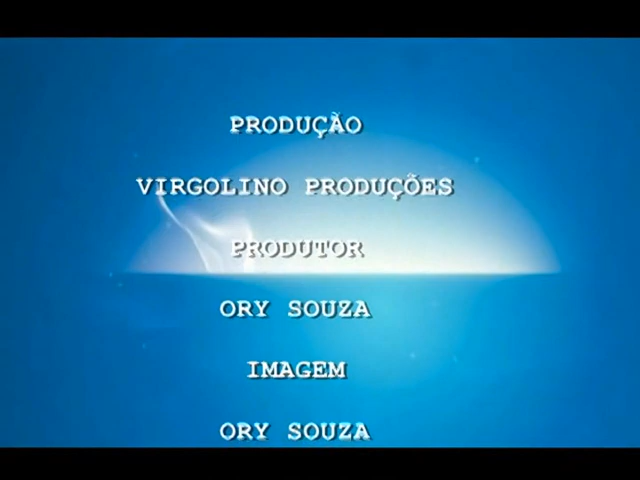 PRODUÇÃO
VIRGOLINO PRODUÇÕES
PRODUTOR
ORY SOUZA
IMAGEM
ORY SOUZA